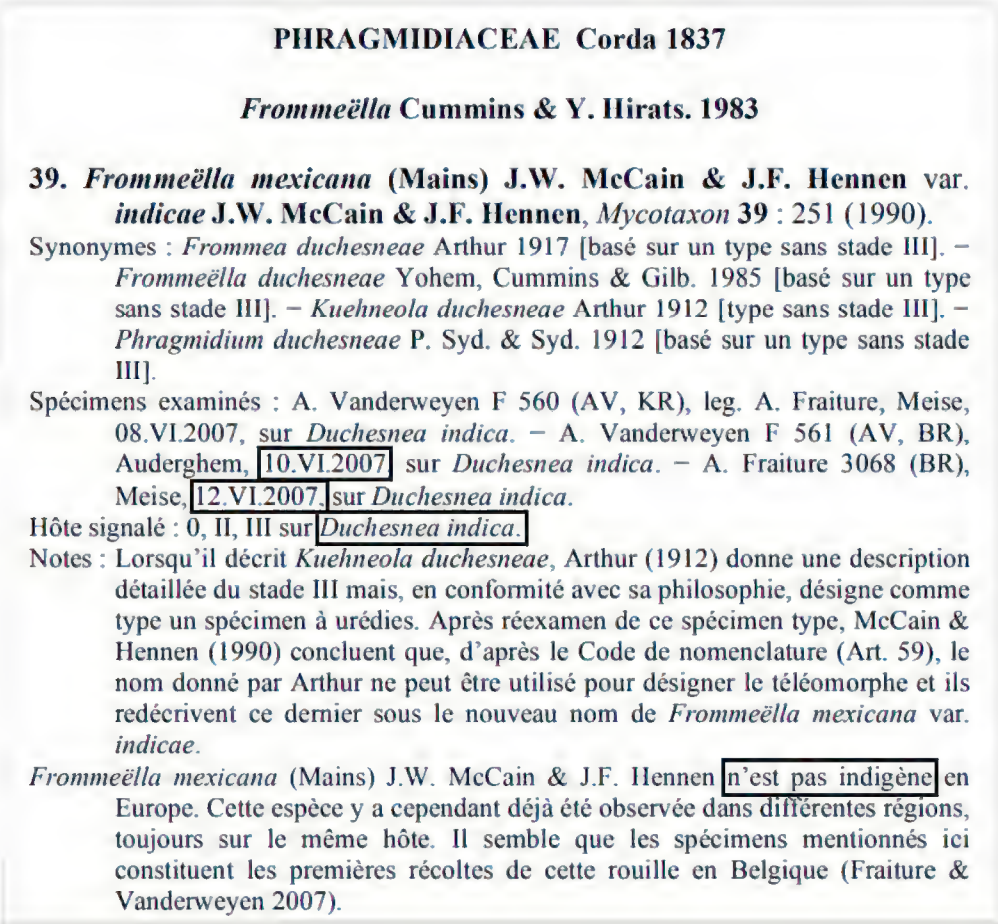 PHRAGMIDIACEAE Corda 1837
Frommeëlla Cummins & Y. Hirats. 1983
39. Frommeëlla mexicana (Mains) J.W. McCain & J.F. Hennen var.
indicae J.W. McCain & J.F. Hennen, Mycotaxon 39 : 251 (1990).
Synonymes : Frommea duchesneae Arthur 1917 [basé sur un type sans stade III]. –
Frommeëlla duchesneae Yohem, Cummins & Gilb. 1985 [basé sur un type
sans stade III]. – Kuehneola duchesneae Arthur 1912 [type sans stade III]. –
Phragmidium duchesneae P. Syd. & Syd. 1912 [basé sur un type sans stade
III].
Spécimens examinés : A. Vanderweyen F 560 (AV, KR), leg. A. Fraiture, Meise,
08.VI.2007, sur Duchesnea indica. – A. Vanderweyen F 561 (AV, BR),
Auderghem, 10.VI.2007 sur Duchesnea indica. – A. Fraiture 3068 (BR),
Meise, 12.VI.2007, sur Duchesnea indica.
Hôte signalé : 0, II, III sur Duchesnea indica.
Notes : Lorsqu'il décrit Kuehneola duchesneae, Arthur (1912) donne une description
détaillée du stade III mais, en conformité avec sa philosophie, désigne comme
type un spécimen à urédies. Après réexamen de ce spécimen type, McCain &
Hennen (1990) concluent que, d'après le Code de nomenclature (Art. 59), le
nom donné par Arthur ne peut être utilisé pour désigner le téléomorphe et ils
redécrivent ce dernier sous le nouveau nom de Frommeëlla mexicana var.
indicae.
Frommeëlla mexicana (Mains) J.W. McCain & J.F. Hennen n'est pas indigène en
Europe. Cette espèce y a cependant déjà été observée dans différentes régions,
toujours sur le même hôte. Il semble que les spécimens mentionnés ici
constituent les premières récoltes de cette rouille en Belgique (Fraiture &
Vanderweyen 2007).